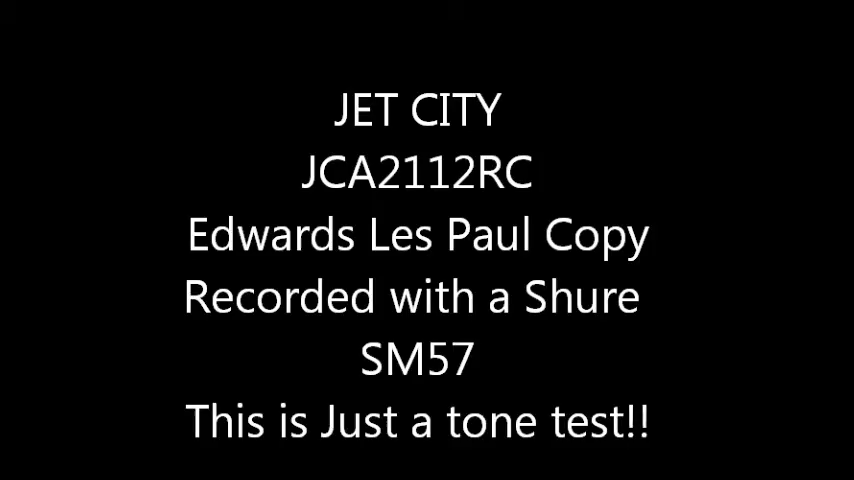 JET CITY
JCA2112RC
Edwards Les Paul Copy
Recorded with a Shure
SM57
This is Just a tone test!!